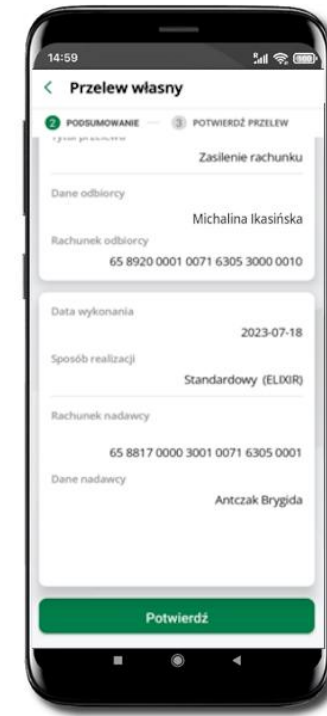 14:59
Przelew własny
2 PODSUMOWANIE 3 POTWIERDŹ PRZELEW
Zasilenie rachunku
Dane odbiorcy
Michalina Ikasińska
Rachunek odbiorcy
65 8920 0001 0071 6305 3000 0010
Data wykonania
2023-07-18
Sposób realizacji
Standardowy (ELIXIR)
Rachunek nadawcy
65 8817 0000 3001 0071 6305 0001
Dane nadawcy
Antczak Brygida
Potwierdź